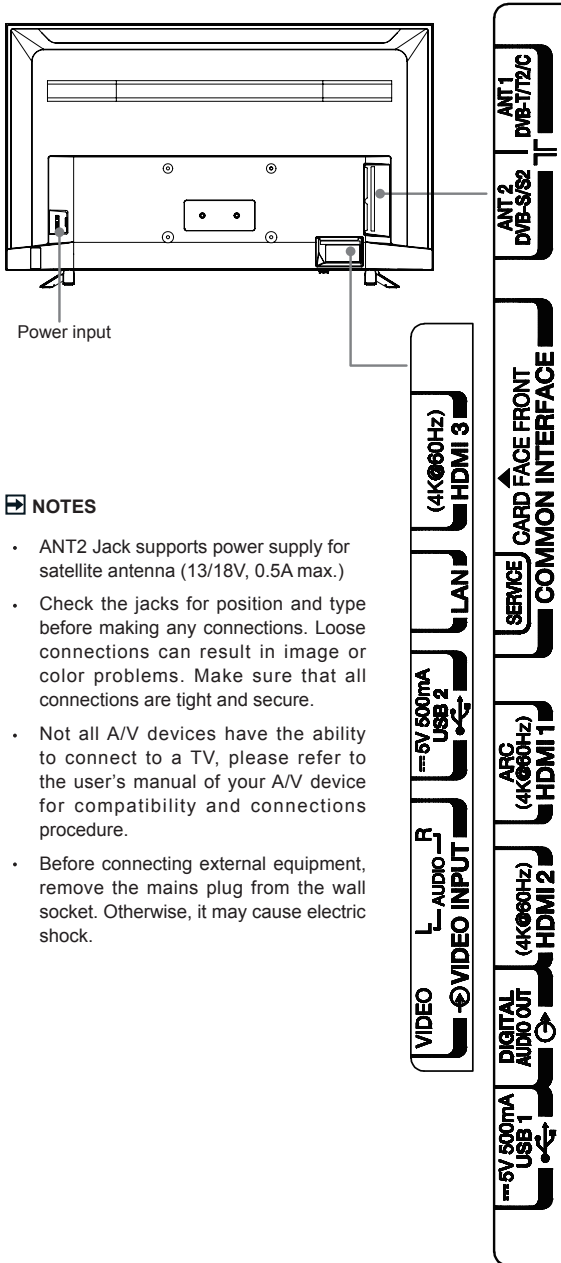 Power input
NOTES
• ANT2 Jack supports power supply for
satellite antenna (13/18V, 0.5A max.)
• Check the jacks for position and type
before making any connections. Loose
connections can result in image or
color problems. Make sure that all
connections are tight and secure.
• Not all A/V devices have the ability
to connect to a TV, please refer to
the user's manual of your A/V device
for compatibility and connections
procedure.
• Before connecting external equipment,
remove the mains plug from the wall
socket. Otherwise, it may cause electric
shock.
(4K@60Hz)
HDMI 3
LAN
5V 500mA
USB 2
VIDEO L AUDIO R
VIDEO INPUT
ANT 1
DVB-T/T2/C
ANT 2
DVB-S/S2
SERVICE CARD FACE FRONT
COMMON INTERFACE
ARC
(4K@60Hz)
HDMI 1
(4K@60Hz)
HDMI 2
DIGITAL
AUDIO OUT
5V 500mA
USB 1